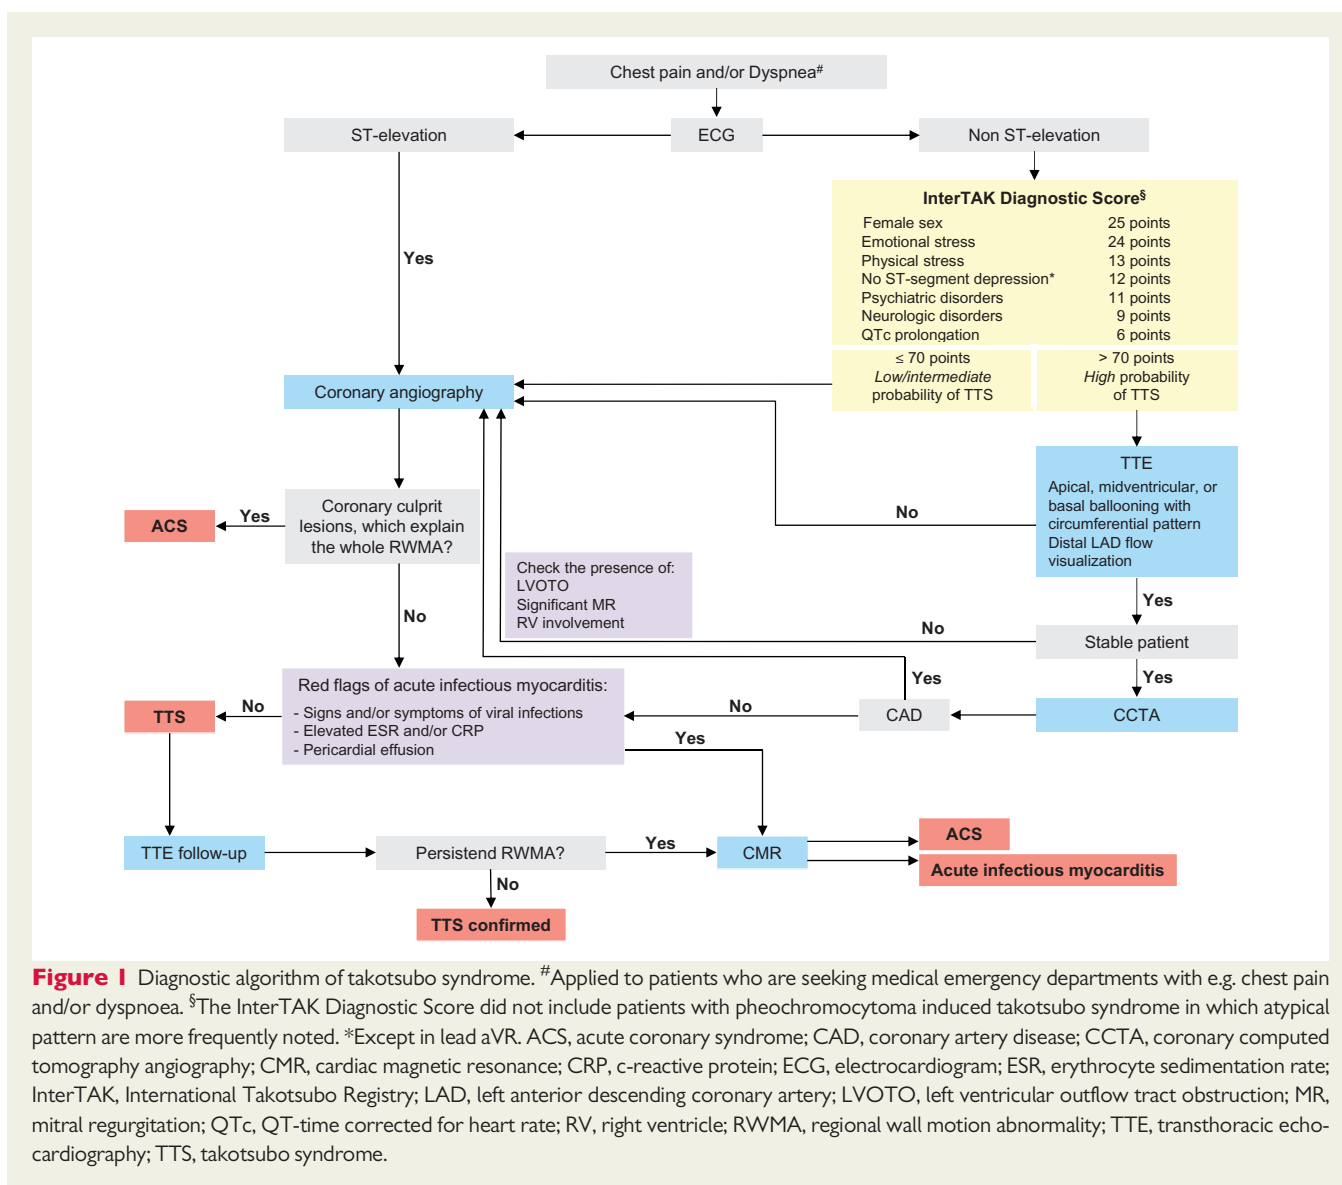 Chest pain and/or Dyspnea#
ST-elevation
ECG
Non ST-elevation
InterTAK Diagnostic Score§
Female sex 25 points
Emotional stress 24 points
Physical stress 13 points
No ST-segment depression* 12 points
Psychiatric disorders 11 points
Neurologic disorders 9 points
QTc prolongation 6 points
≤ 70 points
Low/intermediate
probability of TTS
> 70 points
High probability
of TTS
Yes
Coronary angiography
TTE
Apical, midventricular, or
basal ballooning with
circumferential pattern
Distal LAD flow
visualization
No
Coronary culprit
lesions, which explain
the whole RWMA?
Yes
ACS
No
Check the presence of:
LVOTO
Significant MR
RV involvement
Yes
No
Stable patient
Yes
CCTA
CAD
Yes
No
Red flags of acute infectious myocarditis:
- Signs and/or symptoms of viral infections
- Elevated ESR and/or CRP
- Pericardial effusion
No
TTS
Yes
TTE follow-up
Persistend RWMA?
Yes
CMR
ACS
Acute infectious myocarditis
No
TTS confirmed
Figure 1 Diagnostic algorithm of takotsubo syndrome. #Applied to patients who are seeking medical emergency departments with e.g. chest pain
and/or dyspnoea. §The InterTAK Diagnostic Score did not include patients with pheochromocytoma induced takotsubo syndrome in which atypical
pattern are more frequently noted. *Except in lead aVR. ACS, acute coronary syndrome; CAD, coronary artery disease; CCTA, coronary computed
tomography angiography; CMR, cardiac magnetic resonance; CRP, c-reactive protein; ECG, electrocardiogram; ESR, erythrocyte sedimentation rate;
InterTAK, International Takotsubo Registry; LAD, left anterior descending coronary artery; LVOTO, left ventricular outflow tract obstruction; MR,
mitral regurgitation; QTc, QT-time corrected for heart rate; RV, right ventricle; RWMA, regional wall motion abnormality; TTE, transthoracic echo-
cardiography; TTS, takotsubo syndrome.